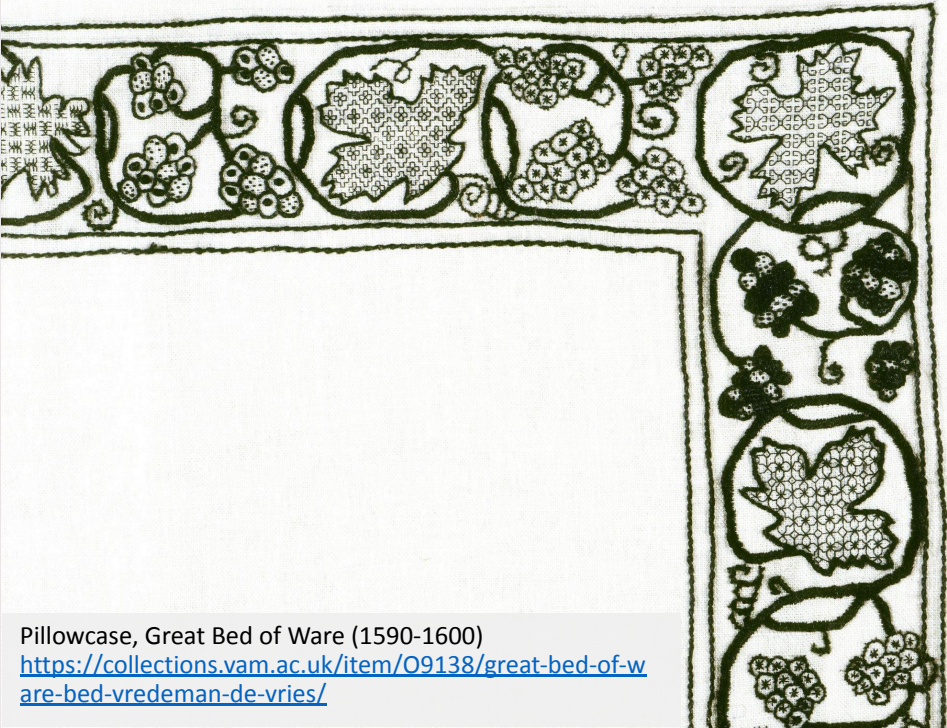 Pillowcase, Great Bed of Ware (1590-1600)
https://collections.vam.ac.uk/item/O9138/great-bed-of-w
are-bed-vredeman-de-vries/